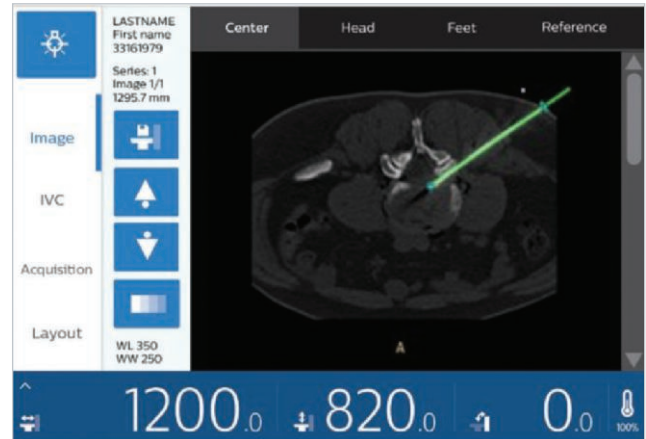 LASTNAME
First name
33161979
Series: 1
Image 1/1
1295.7 mm
Center
Head
Feet
Reference
Image
IVC
Acquisition
Layout
WL 350
WW 250
A
1200.0
820.0
0.0
100%